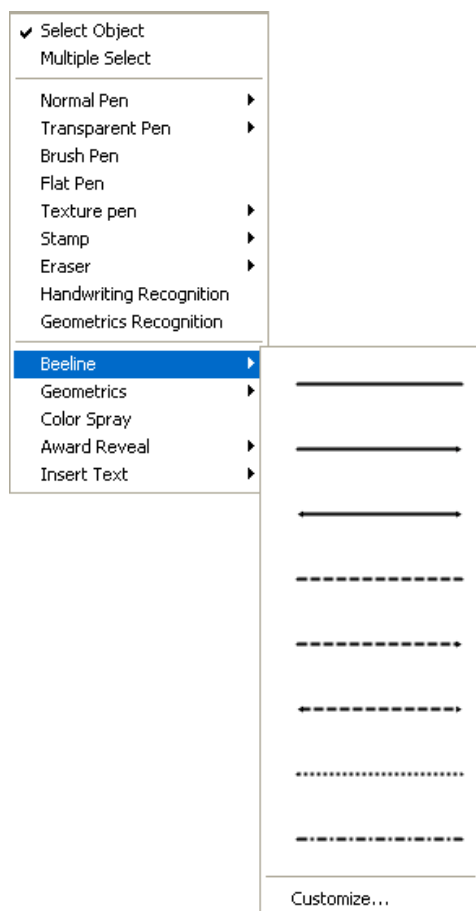 Select Object
Multiple Select
Normal Pen
Transparent Pen
Brush Pen
Flat Pen
Texture pen
Stamp
Eraser
Handwriting Recognition
Geometrics Recognition
Beeline
Geometrics
Color Spray
Award Reveal
Insert Text
Customize...